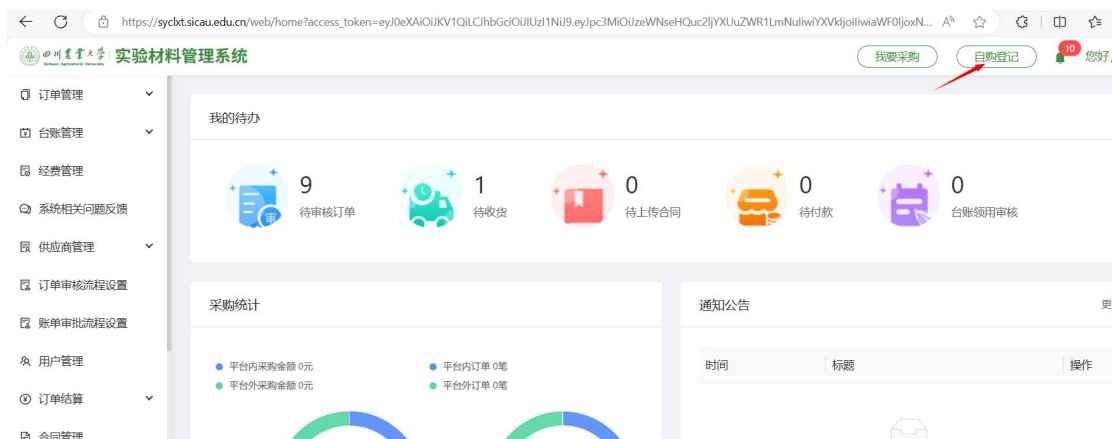 https://syclxt.sicau.edu.cn/web/home?access_token=eyJ0eXAiOiJKV1QiLCJhbGciOiJIUzI1NiJ9.eyJpc3MiOiJzeWNseHQuc2ljYXUuZWR1LmNuIiwiYXVkIjoiIiwiaWF0IjoxN...
四川农业大学 实验材料管理系统
我要采购
自购登记
10
您好,
订单管理
台账管理
经费管理
系统相关问题反馈
供应商管理
订单审核流程设置
账单审批流程设置
用户管理
订单结算
合同管理
我的待办
9
待审核订单
1
待收货
0
待上传合同
0
待付款
0
台账领用审核
采购统计
平台内采购金额 0元
平台内订单 0笔
平台外采购金额 0元
平台外订单 0笔
通知公告
更
时间
标题
操作